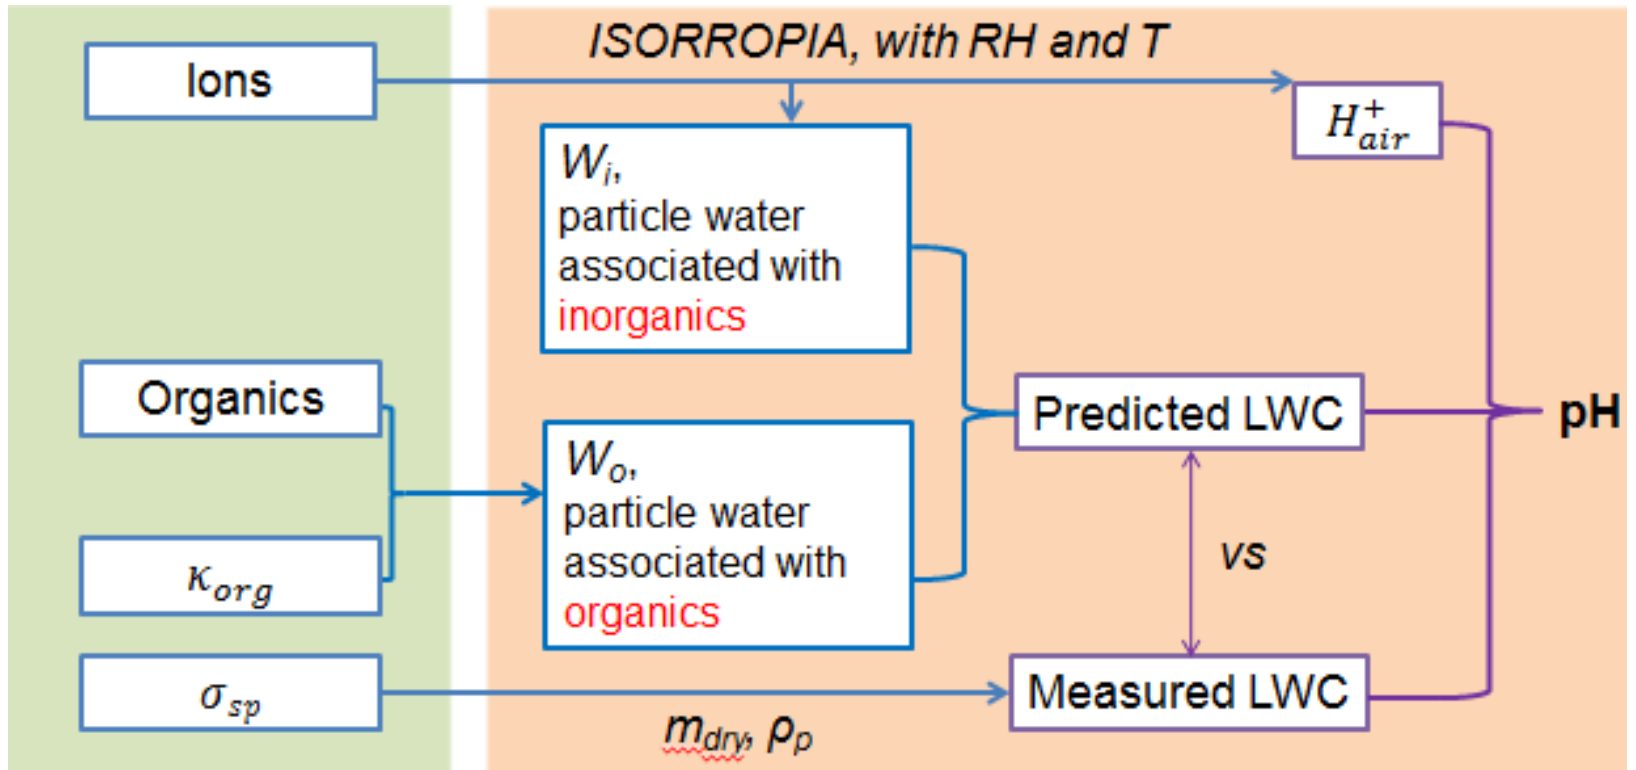 ISORROPIA, with RH and T
Ions
H⁺air
Wi,
particle water
associated with
inorganics
Organics
Predicted LWC
pH
Wo,
particle water
associated with
organics
κorg
vs
σsp
Measured LWC
mdry, ρp